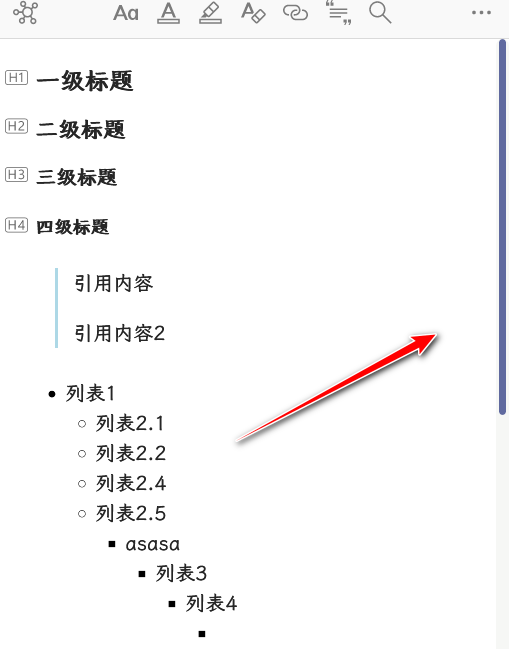 Aa A A
H1 一级标题
H2 二级标题
H3 三级标题
H4 四级标题
引用内容
引用内容2
列表1
列表2.1
列表2.2
列表2.4
列表2.5
asasa
列表3
列表4